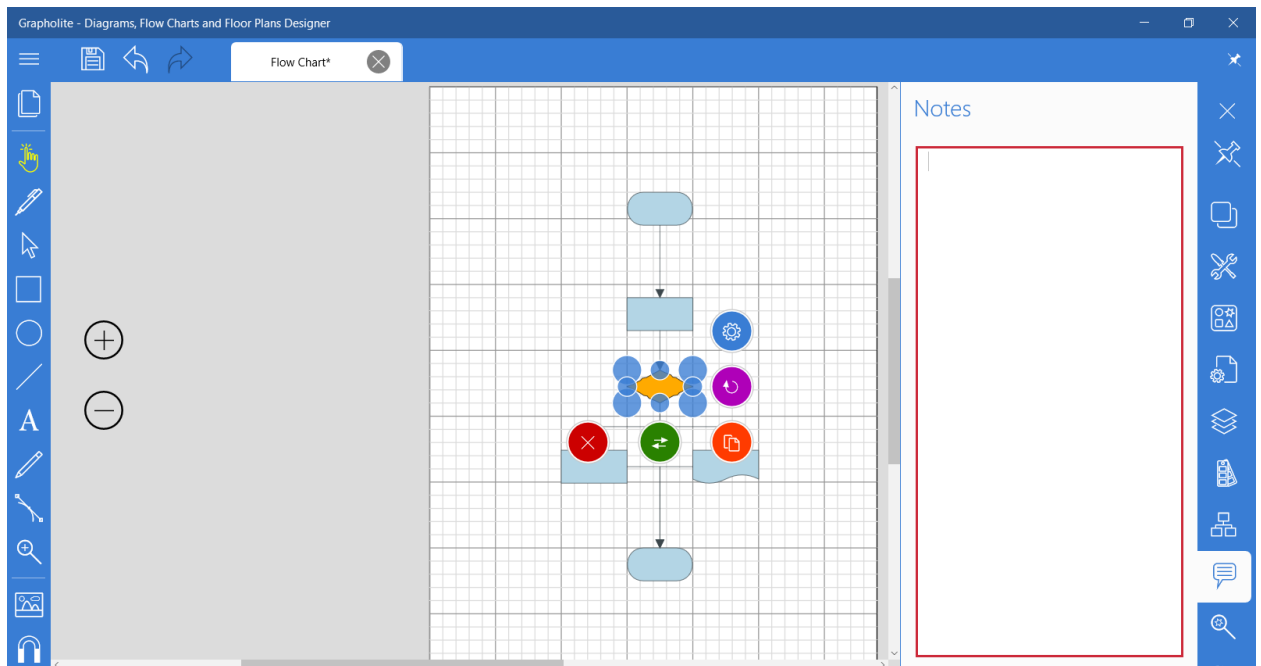 Grapholite - Diagrams, Flow Charts and Floor Plans Designer
Flow Chart*
Notes
A